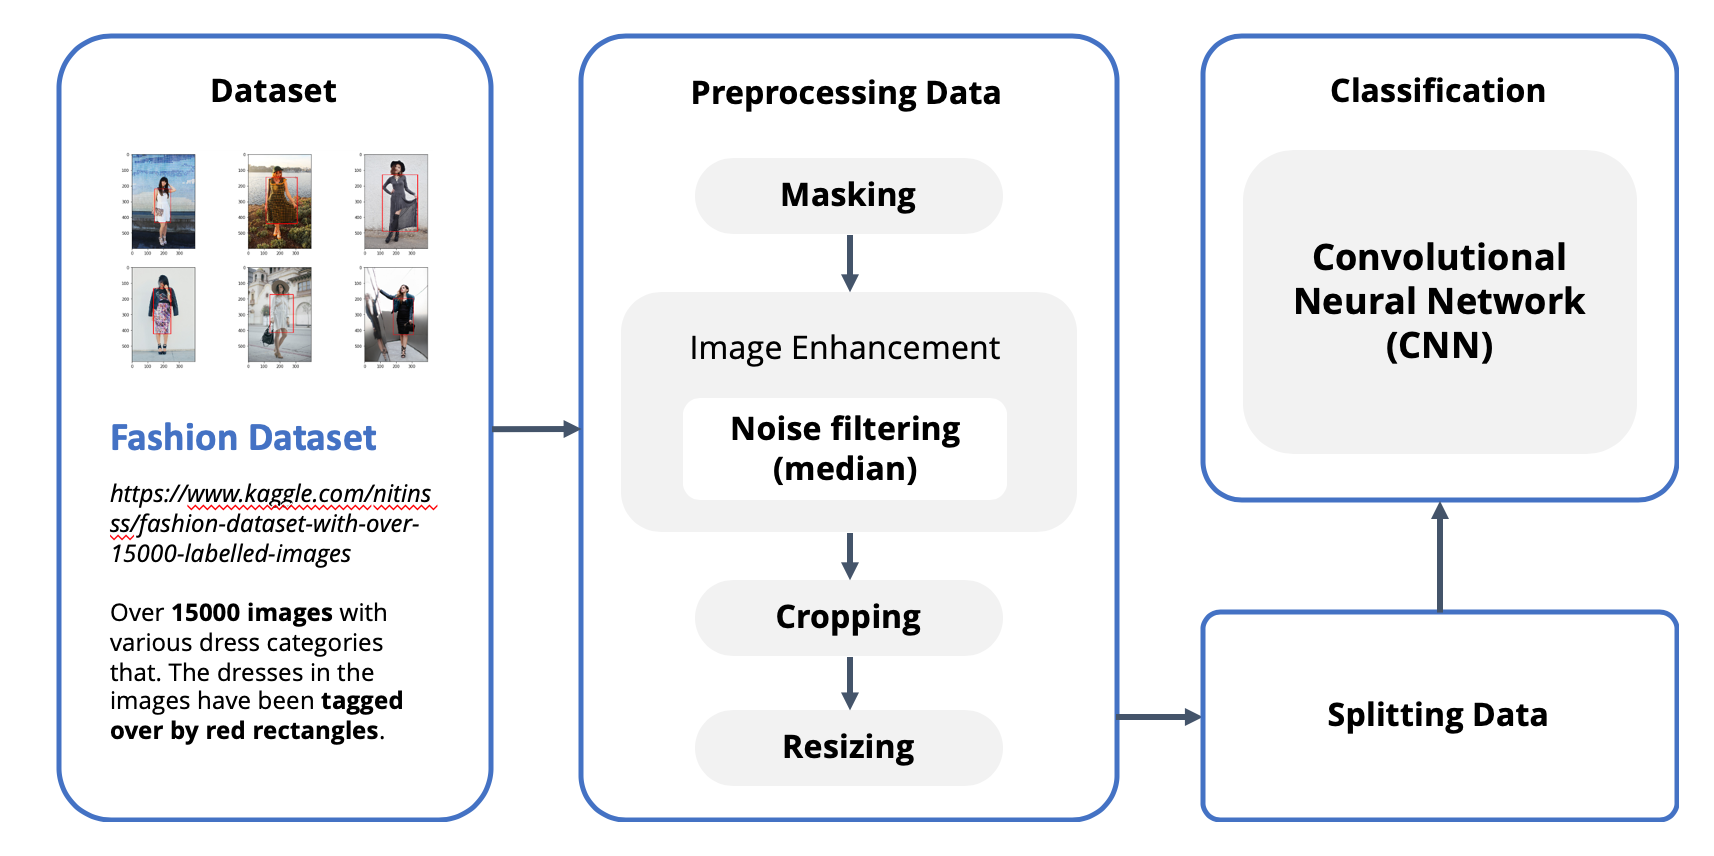 Dataset
Fashion Dataset
https://www.kaggle.com/nitins
ss/fashion-dataset-with-over-
15000-labelled-images
Over 15000 images with
various dress categories
that. The dresses in the
images have been tagged
over by red rectangles.
Preprocessing Data
Masking
Image Enhancement
Noise filtering
(median)
Cropping
Resizing
Classification
Convolutional
Neural Network
(CNN)
Splitting Data